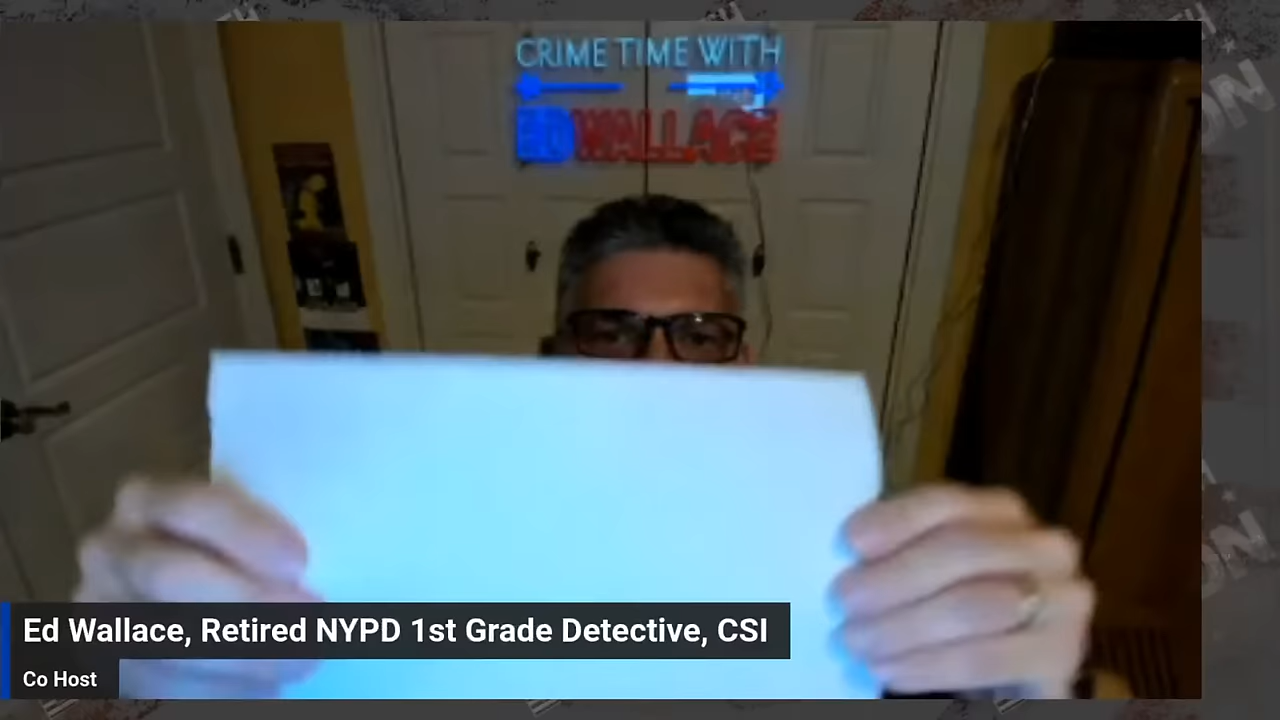 CRIME TIME WITH
ED WALLACE
Ed Wallace, Retired NYPD 1st Grade Detective, CSI
Co Host